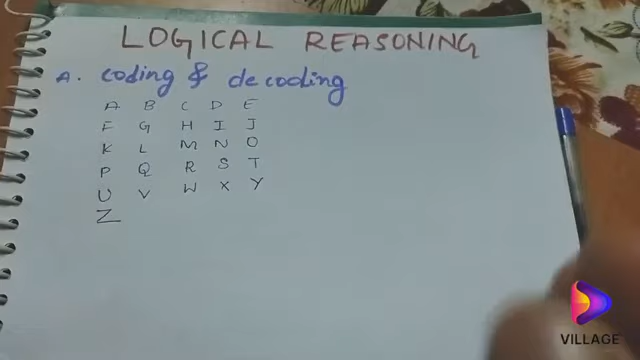 LOGICAL REASONING
A. coding & decoding
A B C D E
F G H I J
K L M N O
P Q R S T
U V W X Y
Z
VILLAGE